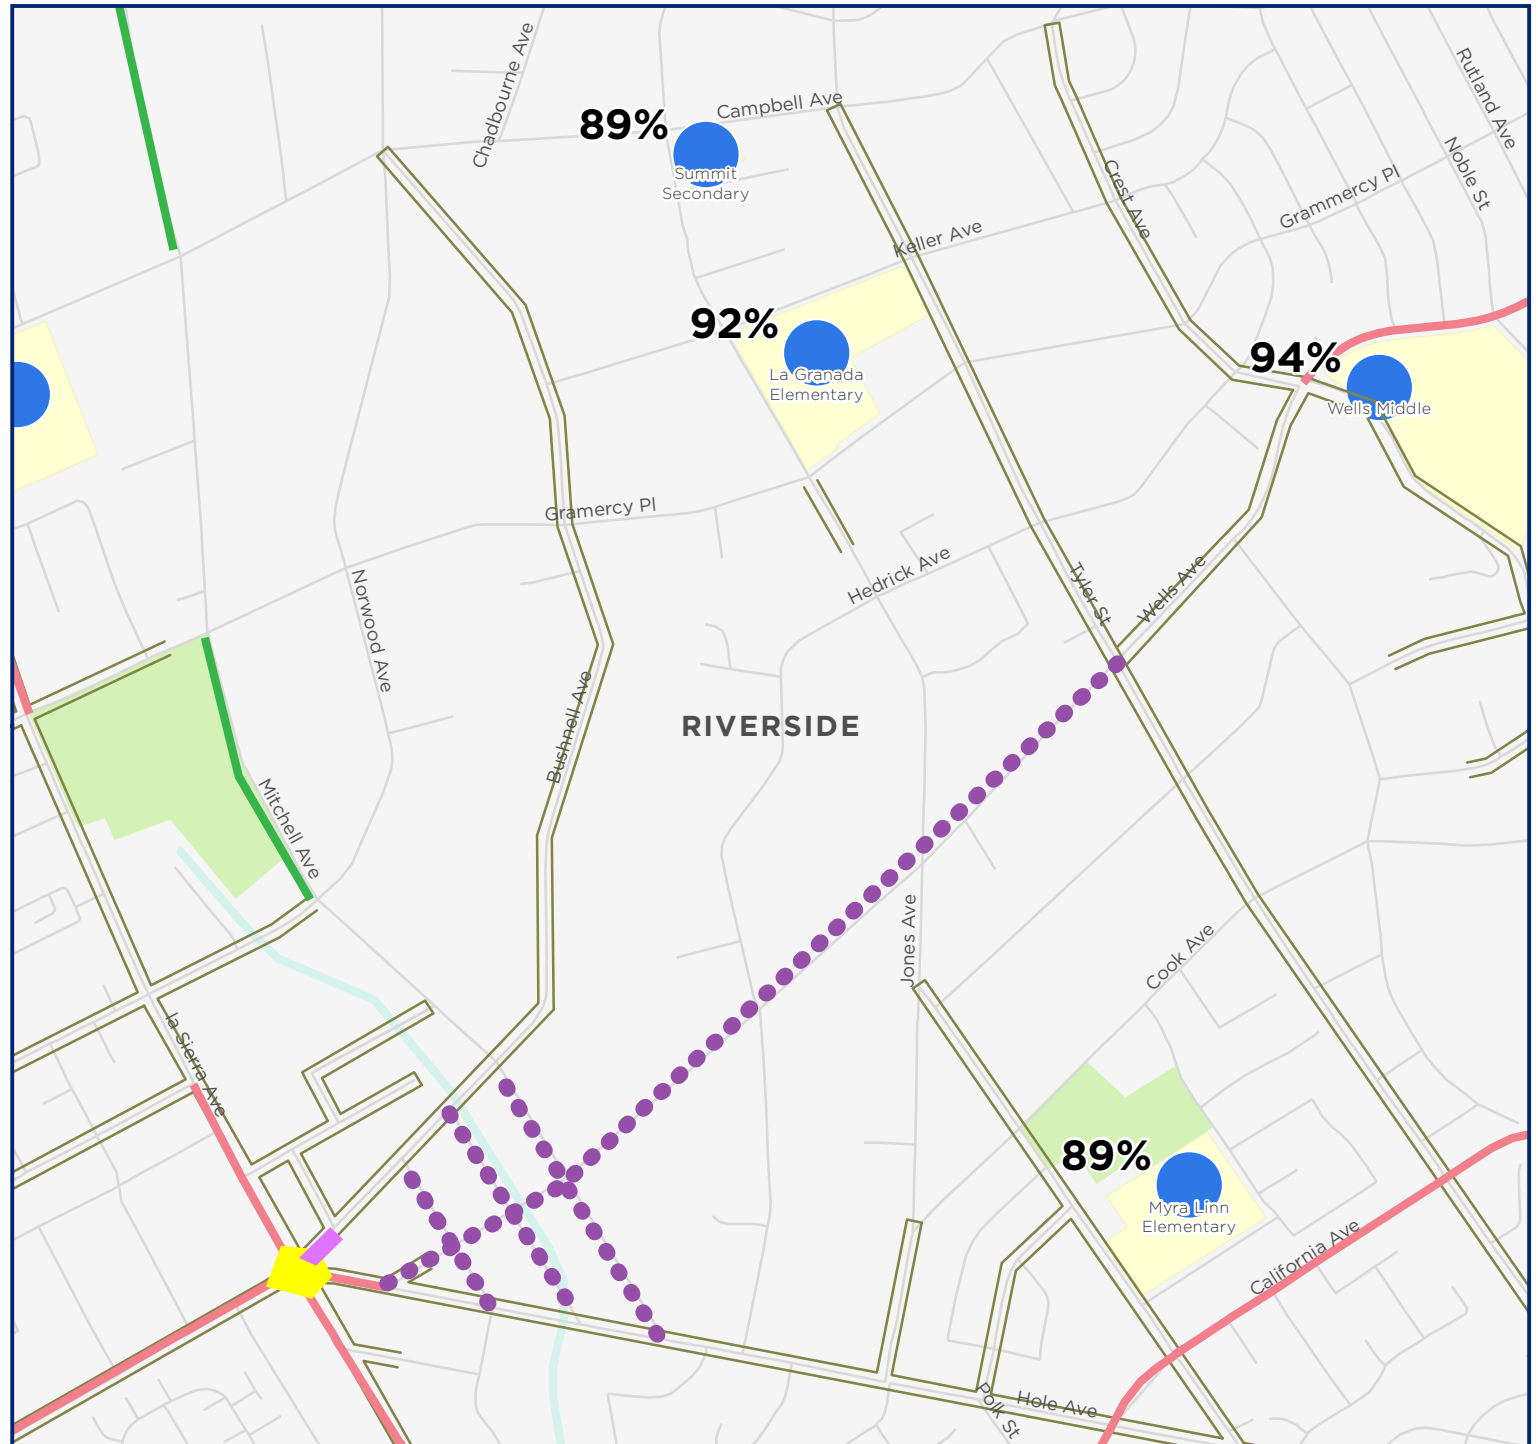 Chadbourne Ave
Campbell Ave
89%
Summit
Secondary
Rutland Ave
Noble St
Grammercy Pl
Crest Ave
Keller Ave
92%
La Granada
Elementary
94%
Wells Middle
Gramercy Pl
Hedrick Ave
Tyler St
Wells Ave
Norwood Ave
Bushnell Ave
RIVERSIDE
Mitchell Ave
Jones Ave
Cook Ave
la Sierra Ave
89%
Myra Linn
Elementary
California Ave
Polk St
Hole Ave